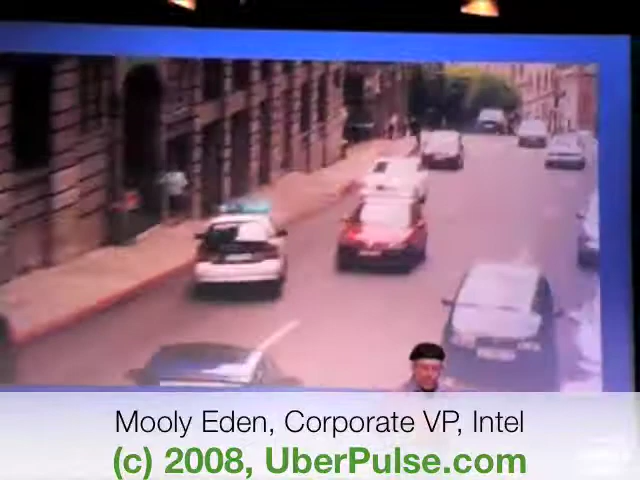 Mooly Eden, Corporate VP, Intel
(c) 2008, UberPulse.com